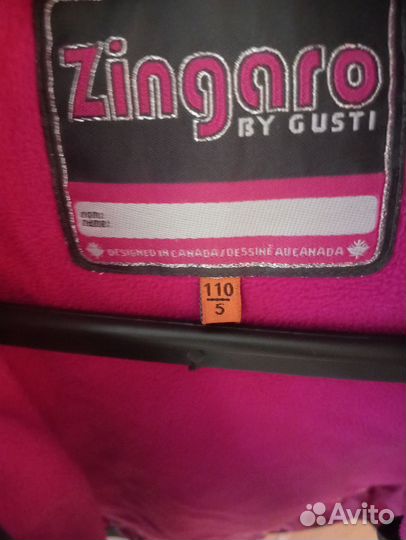 Zingaro
BY GUSTI
nom:
name:
DESIGNED IN CANADA/DESSINÉ AU CANADA
110
5
Avito